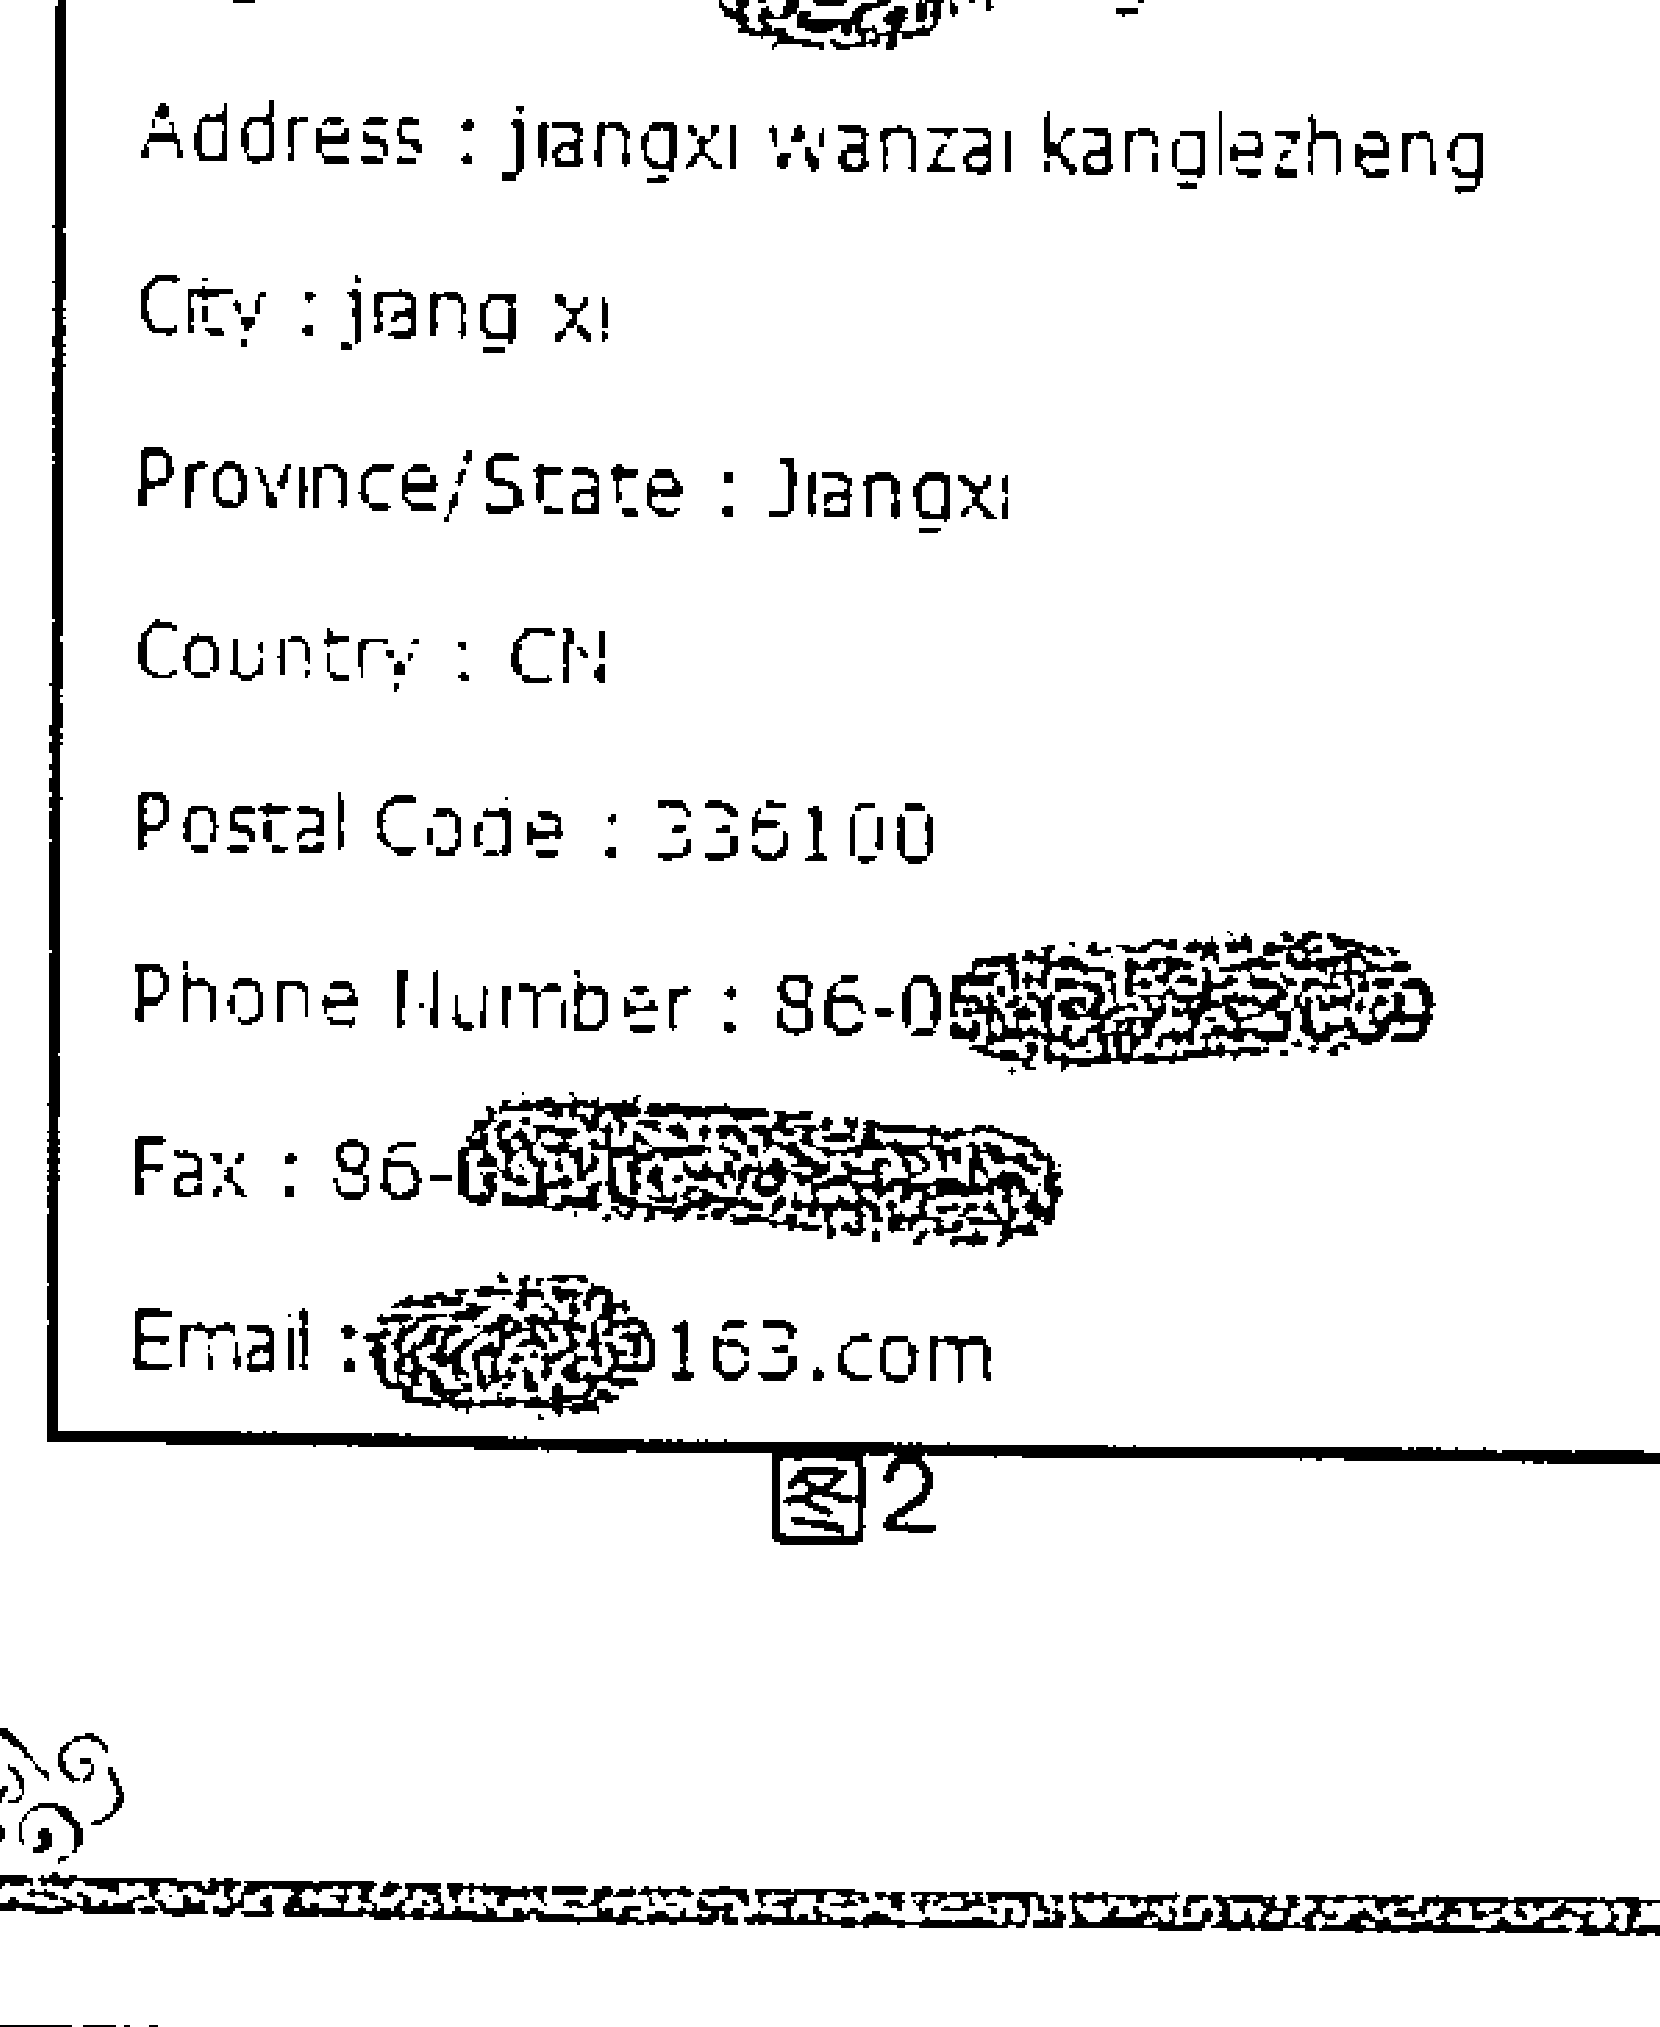 Address : jiangxi wanzai kanglezheng
City : jiang xi
Province/State : Jiangxi
Country : CN
Postal Code : 336100
Phone Number : 86-0
Fax : 86-
Email : 163.com
图2